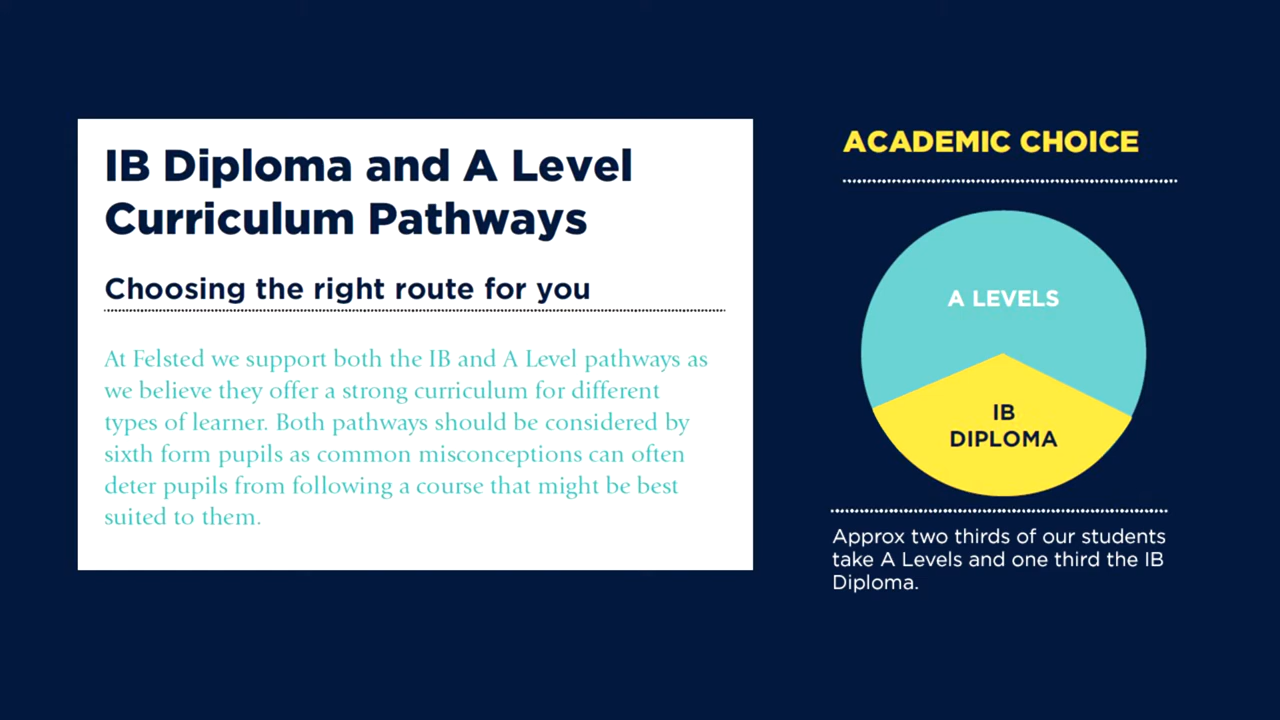 IB Diploma and A Level
Curriculum Pathways
Choosing the right route for you
At Felsted we support both the IB and A Level pathways as
we believe they offer a strong curriculum for different
types of learner. Both pathways should be considered by
sixth form pupils as common misconceptions can often
deter pupils from following a course that might be best
suited to them.
ACADEMIC CHOICE
A LEVELS
IB
DIPLOMA
Approx two thirds of our students
take A Levels and one third the IB
Diploma.